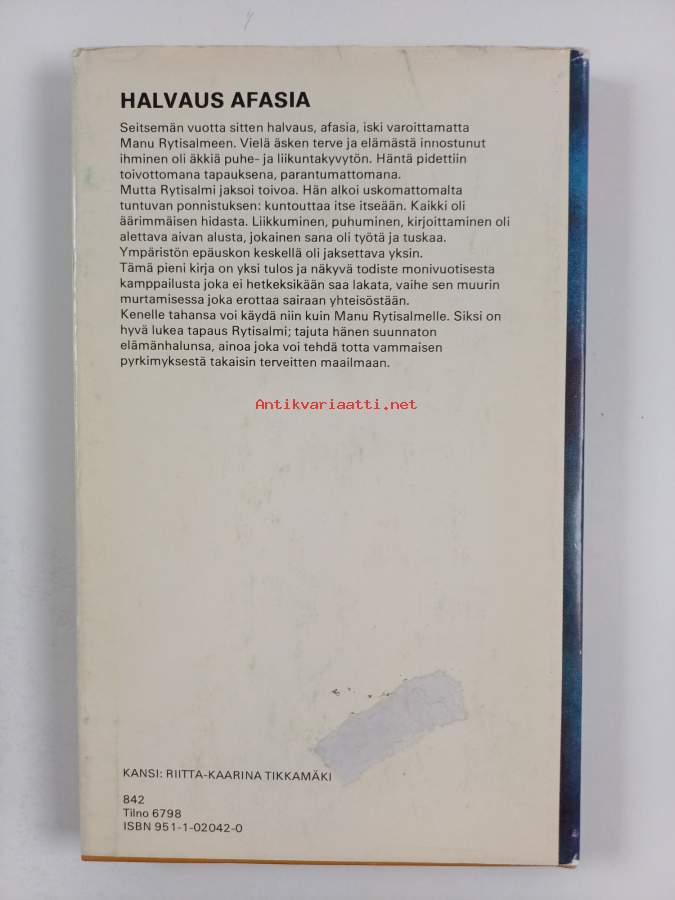 HALVAUS AFASIA
Seitsemän vuotta sitten halvaus, afasia, iski varoittamatta
Manu Rytisalmeen. Vielä äsken terve ja elämästä innostunut
ihminen oli äkkiä puhe- ja liikuntakyvytön. Häntä pidettiin
toivottomana tapauksena, parantumattomana.
Mutta Rytisalmi jaksoi toivoa. Hän alkoi uskomattomalta
tuntuvan ponnistuksen: kuntouttaa itse itseään. Kaikki oli
äärimmäisen hidasta. Liikkuminen, puhuminen, kirjoittaminen oli
alettava aivan alusta, jokainen sana oli työtä ja tuskaa.
Ympäristön epäuskon keskellä oli jaksettava yksin.
Tämä pieni kirja on yksi tulos ja näkyvä todiste monivuotisesta
kamppailusta joka ei hetkeksikään saa lakata, vaihe sen muurin
murtamisessa joka erottaa sairaan yhteisöstään.
Kenelle tahansa voi käydä niin kuin Manu Rytisalmelle. Siksi on
hyvä lukea tapaus Rytisalmi; tajuta hänen suunnaton
elämänhalunsa, ainoa joka voi tehdä totta vammaisen
pyrkimyksestä takaisin terveitten maailmaan.
Antikvariaatti.net
KANSI: RIITTA-KAARINA TIKKAMÄKI
842
Tilno 6798
ISBN 951-1-02042-0